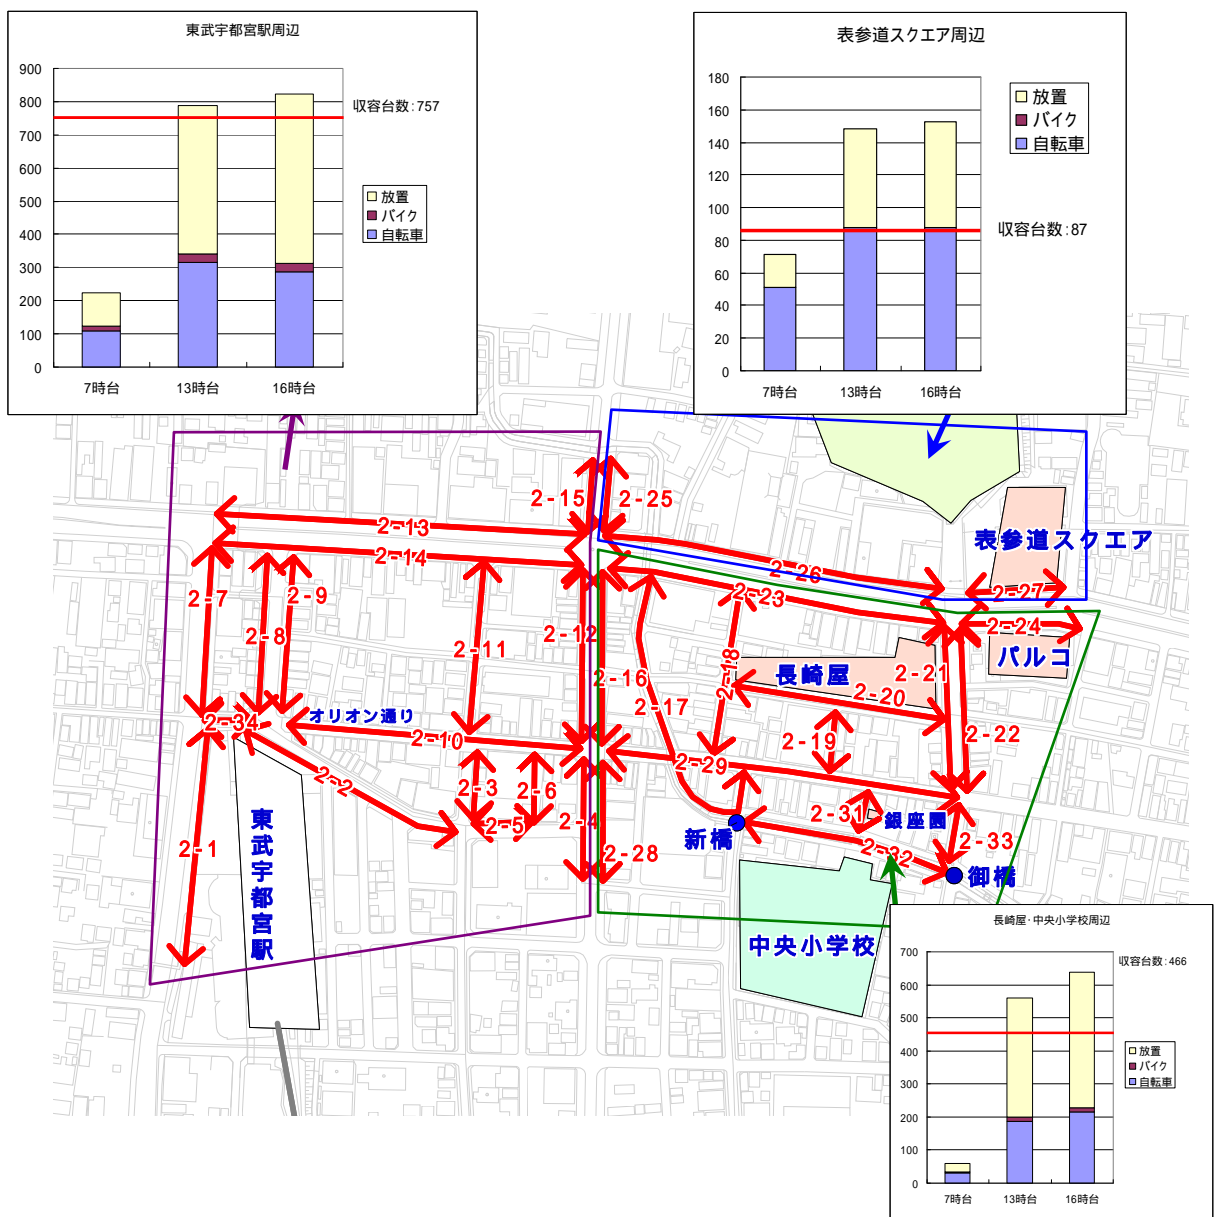 東武宇都宮駅周辺
900
800
700
600
500
400
300
200
100
0
7時台
13時台
16時台
収容台数:757
放置
バイク
自転車
表参道スクエア周辺
180
160
140
120
100
80
60
40
20
0
7時台
13時台
16時台
放置
バイク
自転車
収容台数:87
2-15
2-25
2-13
2-14
2-26
表参道スクエア
2-27
2-7
2-9
2-23
2-24
2-8
2-11
2-12
2-18
パルコ
2-16
2-17
長崎屋
2-21
2-20
2-34
オリオン通り
2-10
2-19
2-22
2-29
2-2
2-3
2-6
2-5
2-4
2-31
銀座園
新橋
2-33
2-32
2-1
2-28
御橋
東武宇都宮駅
中央小学校
長崎屋・中央小学校周辺
700
600
500
400
300
200
100
0
7時台
13時台
16時台
収容台数:466
放置
バイク
自転車